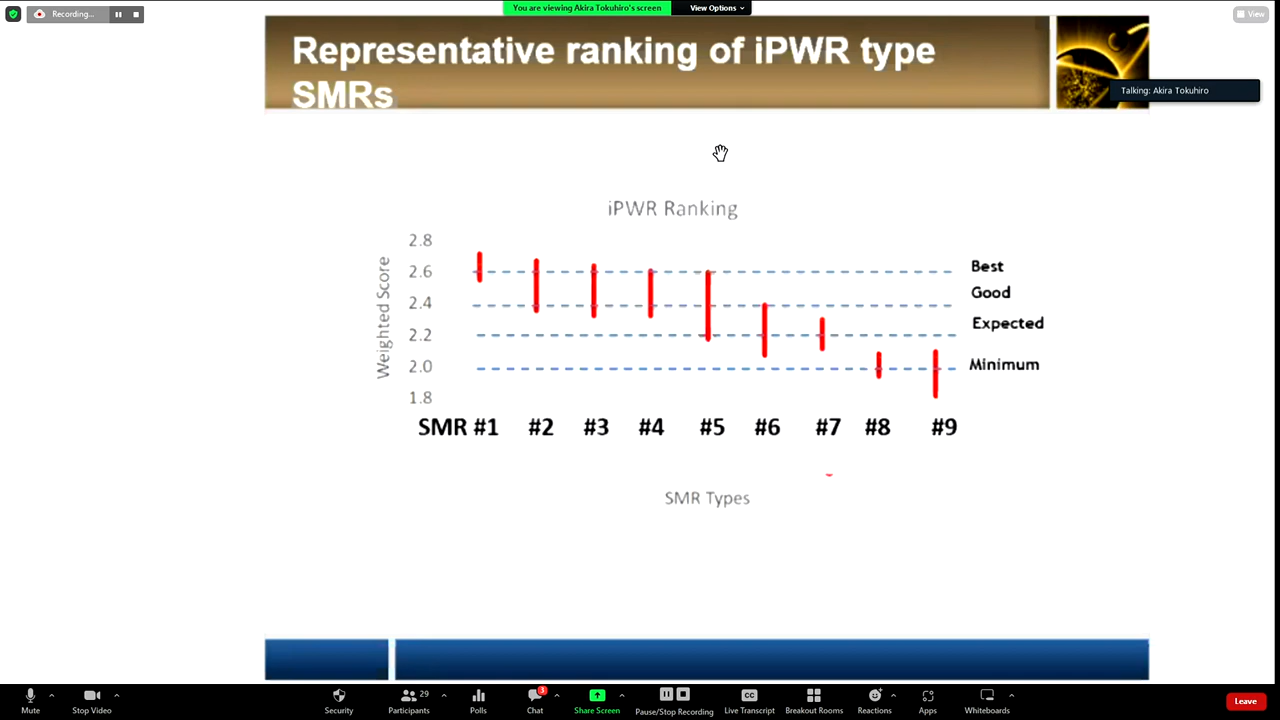 You are viewing Akira Tokuhiro's screen
View Options
Recording...
View
Representative ranking of iPWR type
SMRs
Talking: Akira Tokuhiro
iPWR Ranking
Weighted Score
2.8
2.6
2.4
2.2
2.0
1.8
Best
Good
Expected
Minimum
SMR #1 #2 #3 #4 #5 #6 #7 #8 #9
SMR Types
Mute
Stop Video
Security
Participants 29
Polls
Chat 3
Share Screen
Pause/Stop Recording
CC Live Transcript
Breakout Rooms
Reactions
Apps
Whiteboards
Leave